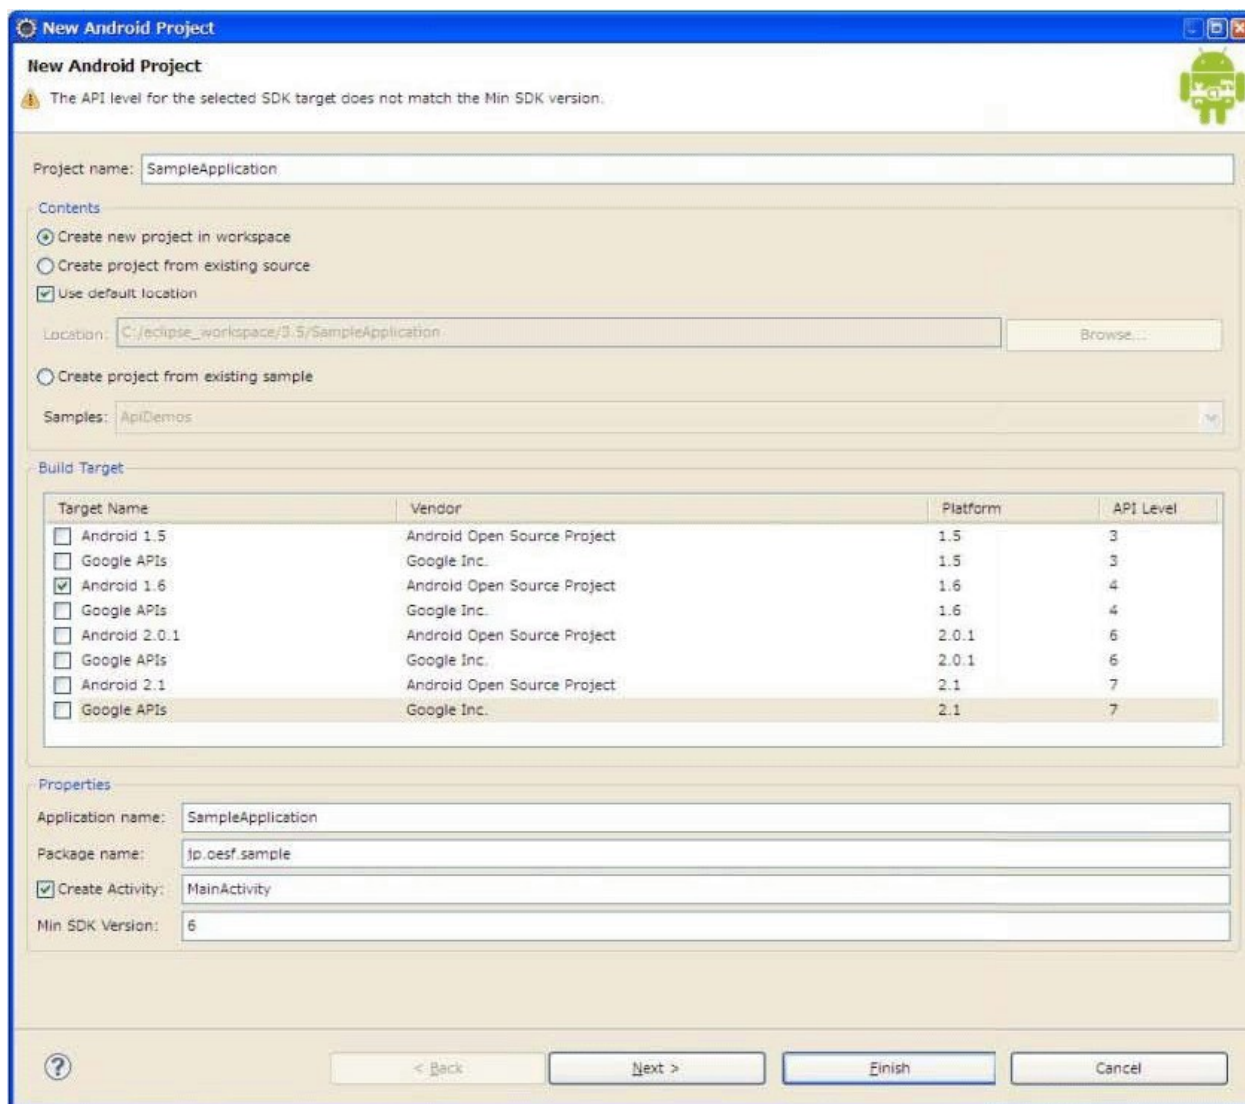 New Android Project
New Android Project
The API level for the selected SDK target does not match the Min SDK version.
Project name: SampleApplication
Contents
Create new project in workspace
Create project from existing source
Use default location
Location: C:/eclipse_workspace/3.5/SampleApplication Browse...
Create project from existing sample
Samples: ApiDemos
Build Target
Target Name Vendor Platform API Level
Android 1.5 Android Open Source Project 1.5 3
Google APIs Google Inc. 1.5 3
Android 1.6 Android Open Source Project 1.6 4
Google APIs Google Inc. 1.6 4
Android 2.0.1 Android Open Source Project 2.0.1 6
Google APIs Google Inc. 2.0.1 6
Android 2.1 Android Open Source Project 2.1 7
Google APIs Google Inc. 2.1 7
Properties
Application name: SampleApplication
Package name: jp.oesf.sample
Create Activity: MainActivity
Min SDK Version: 6
? < Back Next > Finish Cancel